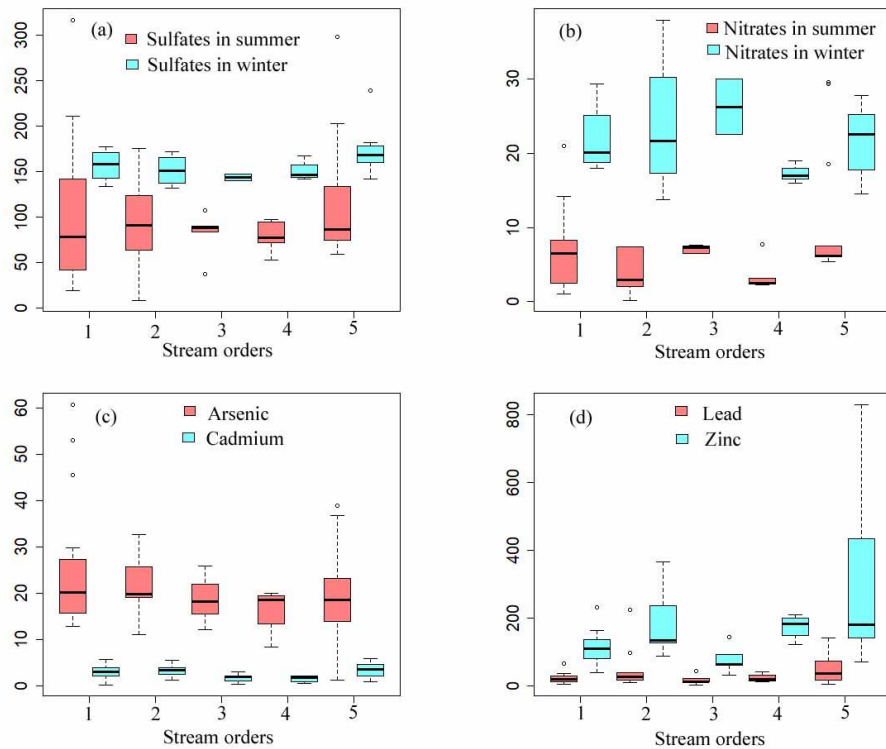 (a)
Sulfates in summer
Sulfates in winter
300
250
200
150
100
50
0
1 2 3 4 5
Stream orders
(b)
Nitrates in summer
Nitrates in winter
30
20
10
0
1 2 3 4 5
Stream orders
(c)
Arsenic
Cadmium
60
50
40
30
20
10
0
1 2 3 4 5
Stream orders
(d)
Lead
Zinc
800
600
400
200
0
1 2 3 4 5
Stream orders